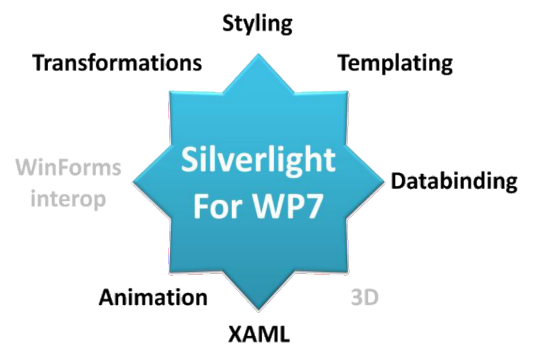 Styling
Transformations
Templating
WinForms
interop
Silverlight
For WP7
Databinding
Animation
3D
XAML